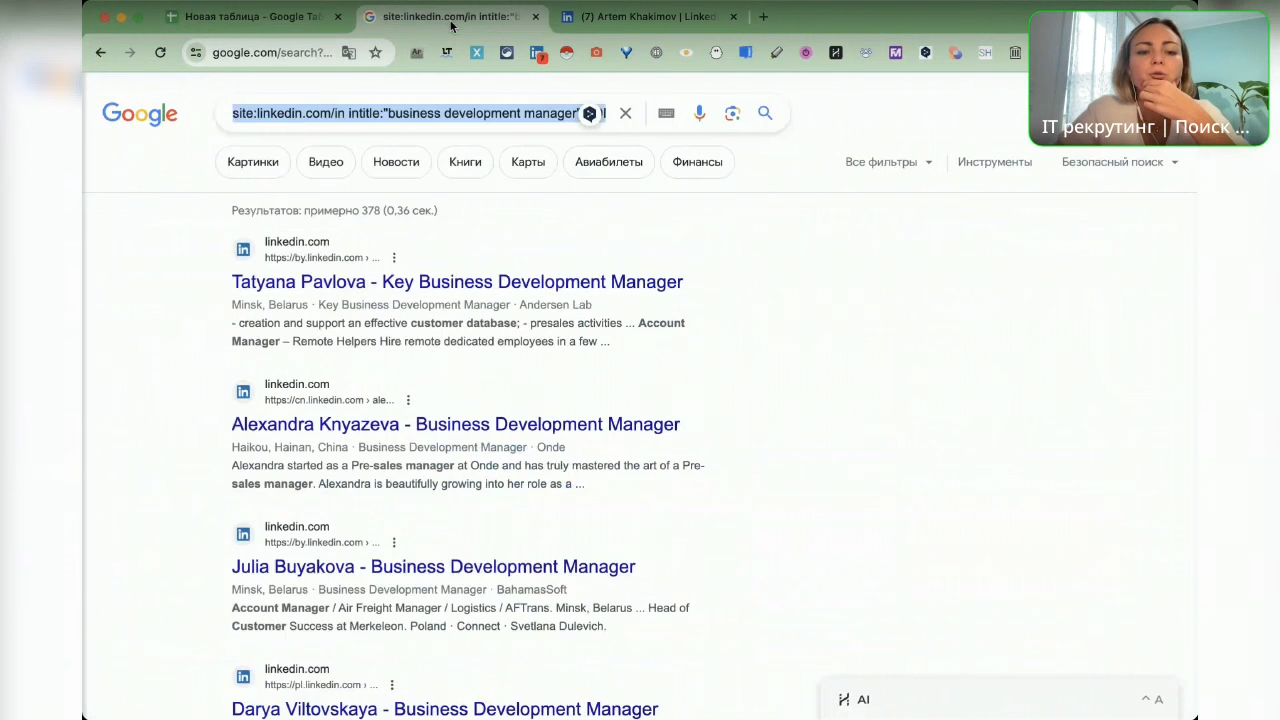 Новая таблица - Google Таб
site:linkedin.com/in intitle:"b
(7) Artem Khakimov | Linked
google.com/search?...
7
SH
IT рекрутинг | Поиск ...
Google
site:linkedin.com/in intitle:"business development manager"
Картинки
Видео
Новости
Книги
Карты
Авиабилеты
Финансы
Все фильтры
Инструменты
Безопасный поиск
Результатов: примерно 378 (0,36 сек.)
linkedin.com
https://by.linkedin.com › ...
Tatyana Pavlova - Key Business Development Manager
Minsk, Belarus · Key Business Development Manager · Andersen Lab
- creation and support an effective customer database; - presales activities ... Account
Manager – Remote Helpers Hire remote dedicated employees in a few ...
linkedin.com
https://cn.linkedin.com › ale...
Alexandra Knyazeva - Business Development Manager
Haikou, Hainan, China · Business Development Manager · Onde
Alexandra started as a Pre-sales manager at Onde and has truly mastered the art of a Pre-
sales manager. Alexandra is beautifully growing into her role as a ...
linkedin.com
https://by.linkedin.com › ...
Julia Buyakova - Business Development Manager
Minsk, Belarus · Business Development Manager · BahamasSoft
Account Manager / Air Freight Manager / Logistics / AFTrans. Minsk, Belarus ... Head of
Customer Success at Merkeleon. Poland · Connect · Svetlana Dulevich.
linkedin.com
https://pl.linkedin.com › ...
Darya Viltovskaya - Business Development Manager
AI
A